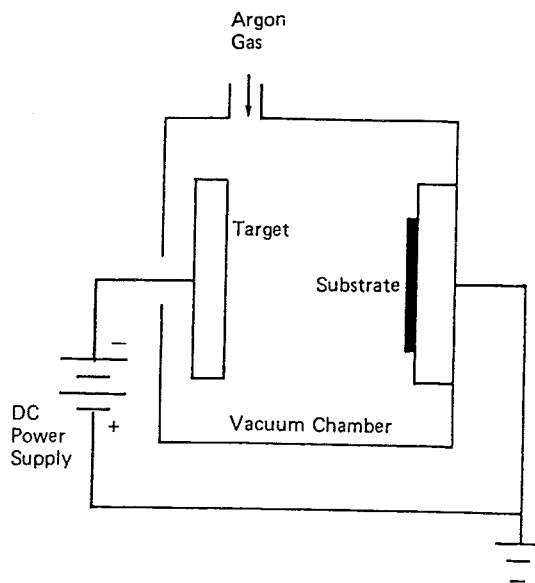 Argon
Gas
Target
Substrate
−
+
DC
Power
Supply
Vacuum Chamber